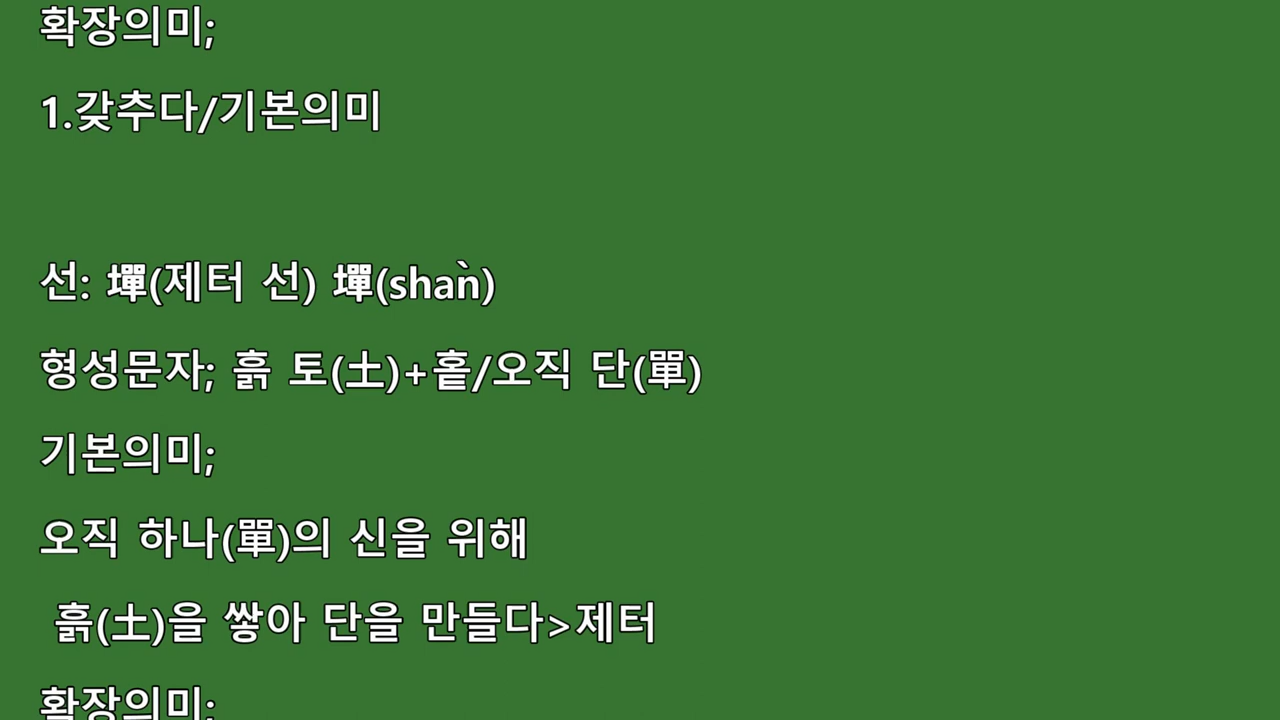 확장의미;
1.갖추다/기본의미
선: 墠(제터 선) 墠(shàn)
형성문자; 흙 토(土)+홑/오직 단(單)
기본의미;
오직 하나(單)의 신을 위해
흙(土)을 쌓아 단을 만들다>제터
확장의미;